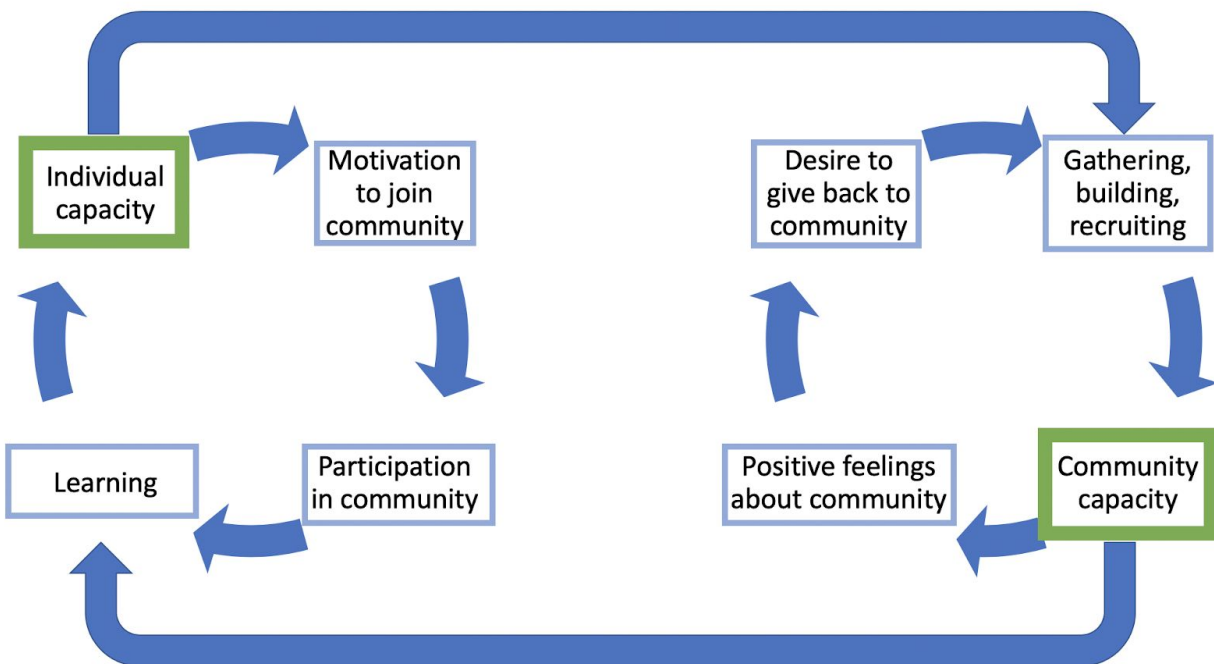 Individual
capacity
Motivation
to join
community
Desire to
give back to
community
Gathering,
building,
recruiting
Learning
Participation
in community
Positive feelings
about community
Community
capacity